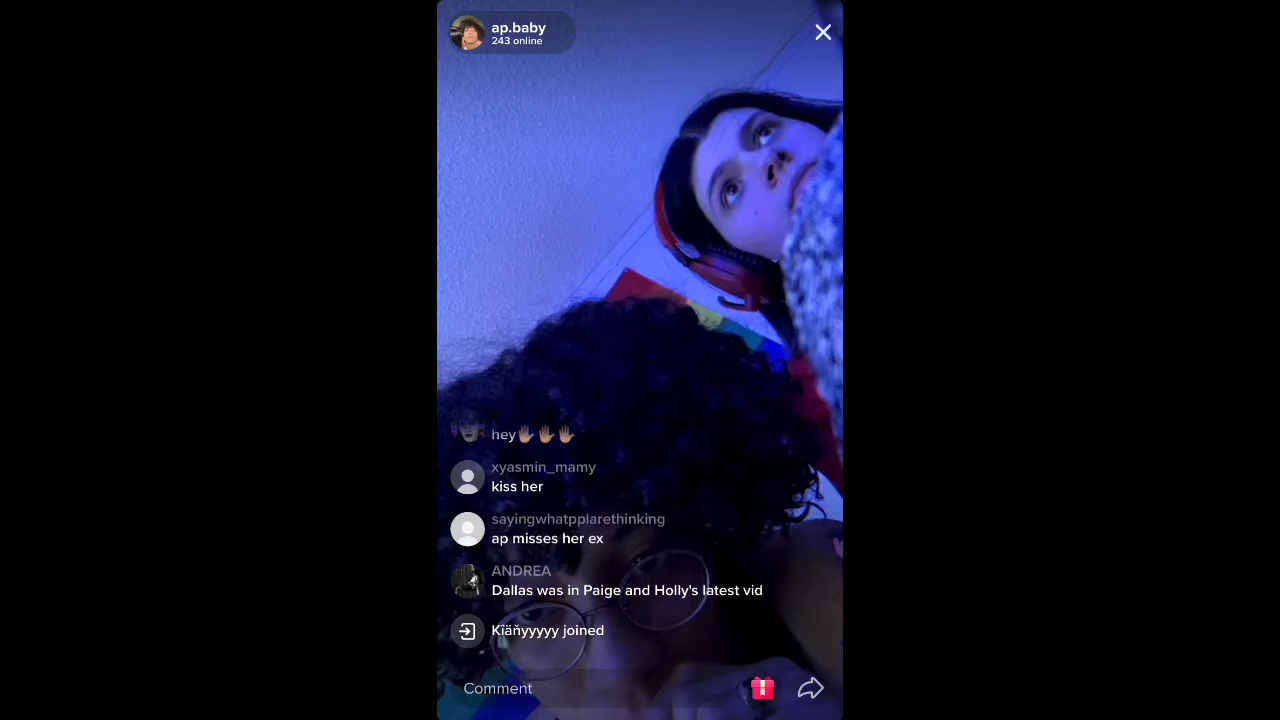 ap.baby
243 online
hey✋🏽✋🏽✋🏽
xyasmin_mamy
kiss her
sayingwhatpplarethinking
ap misses her ex
ANDREA
Dallas was in Paige and Holly's latest vid
Kîäňyyyyy joined
Comment